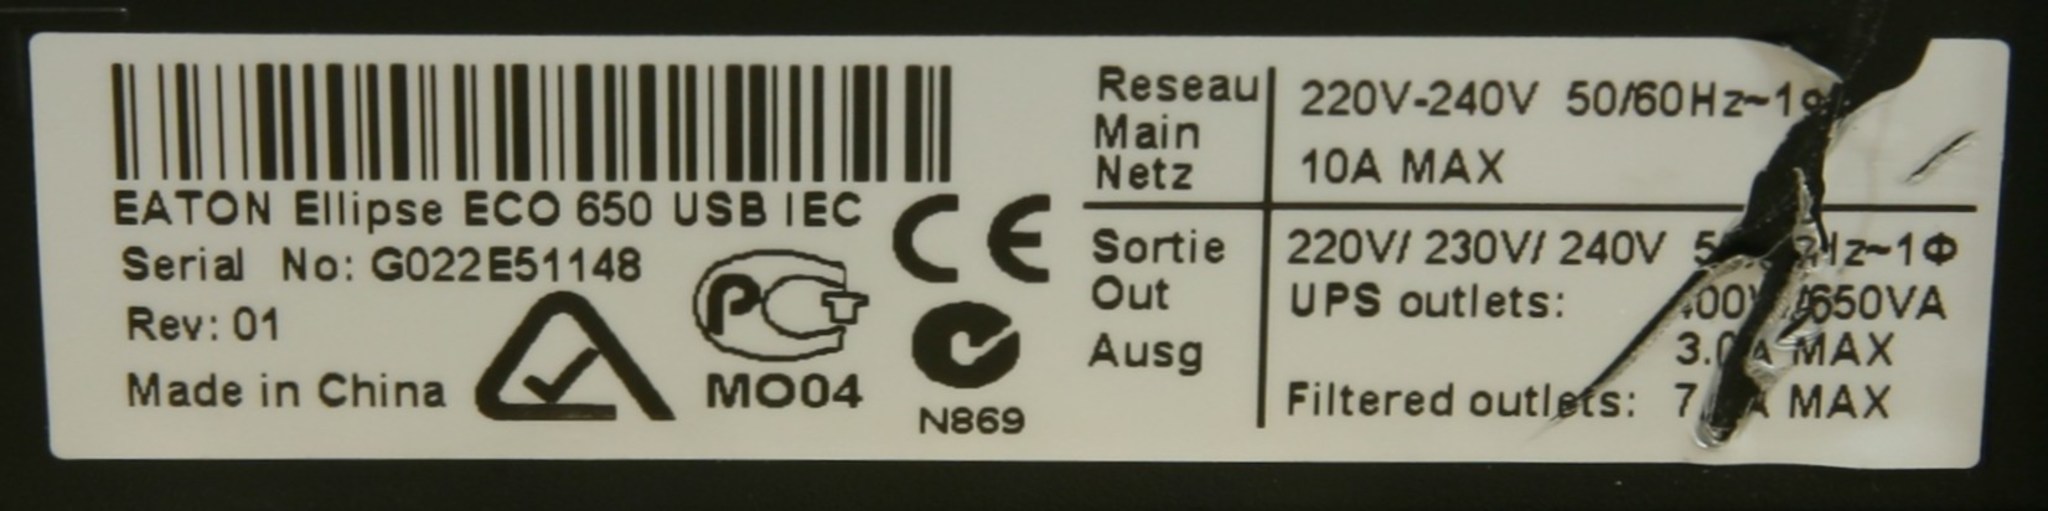 EATON Ellipse ECO 650 USB IEC
Serial No: G022E51148
Rev: 01
Made in China
MO04
N869
Reseau
Main
Netz
220V-240V 50/60Hz~1Φ
10A MAX
Sortie
Out
Ausg
220V/ 230V/ 240V
UPS outlets: /650VA
MAX
Filtered outlets: MAX